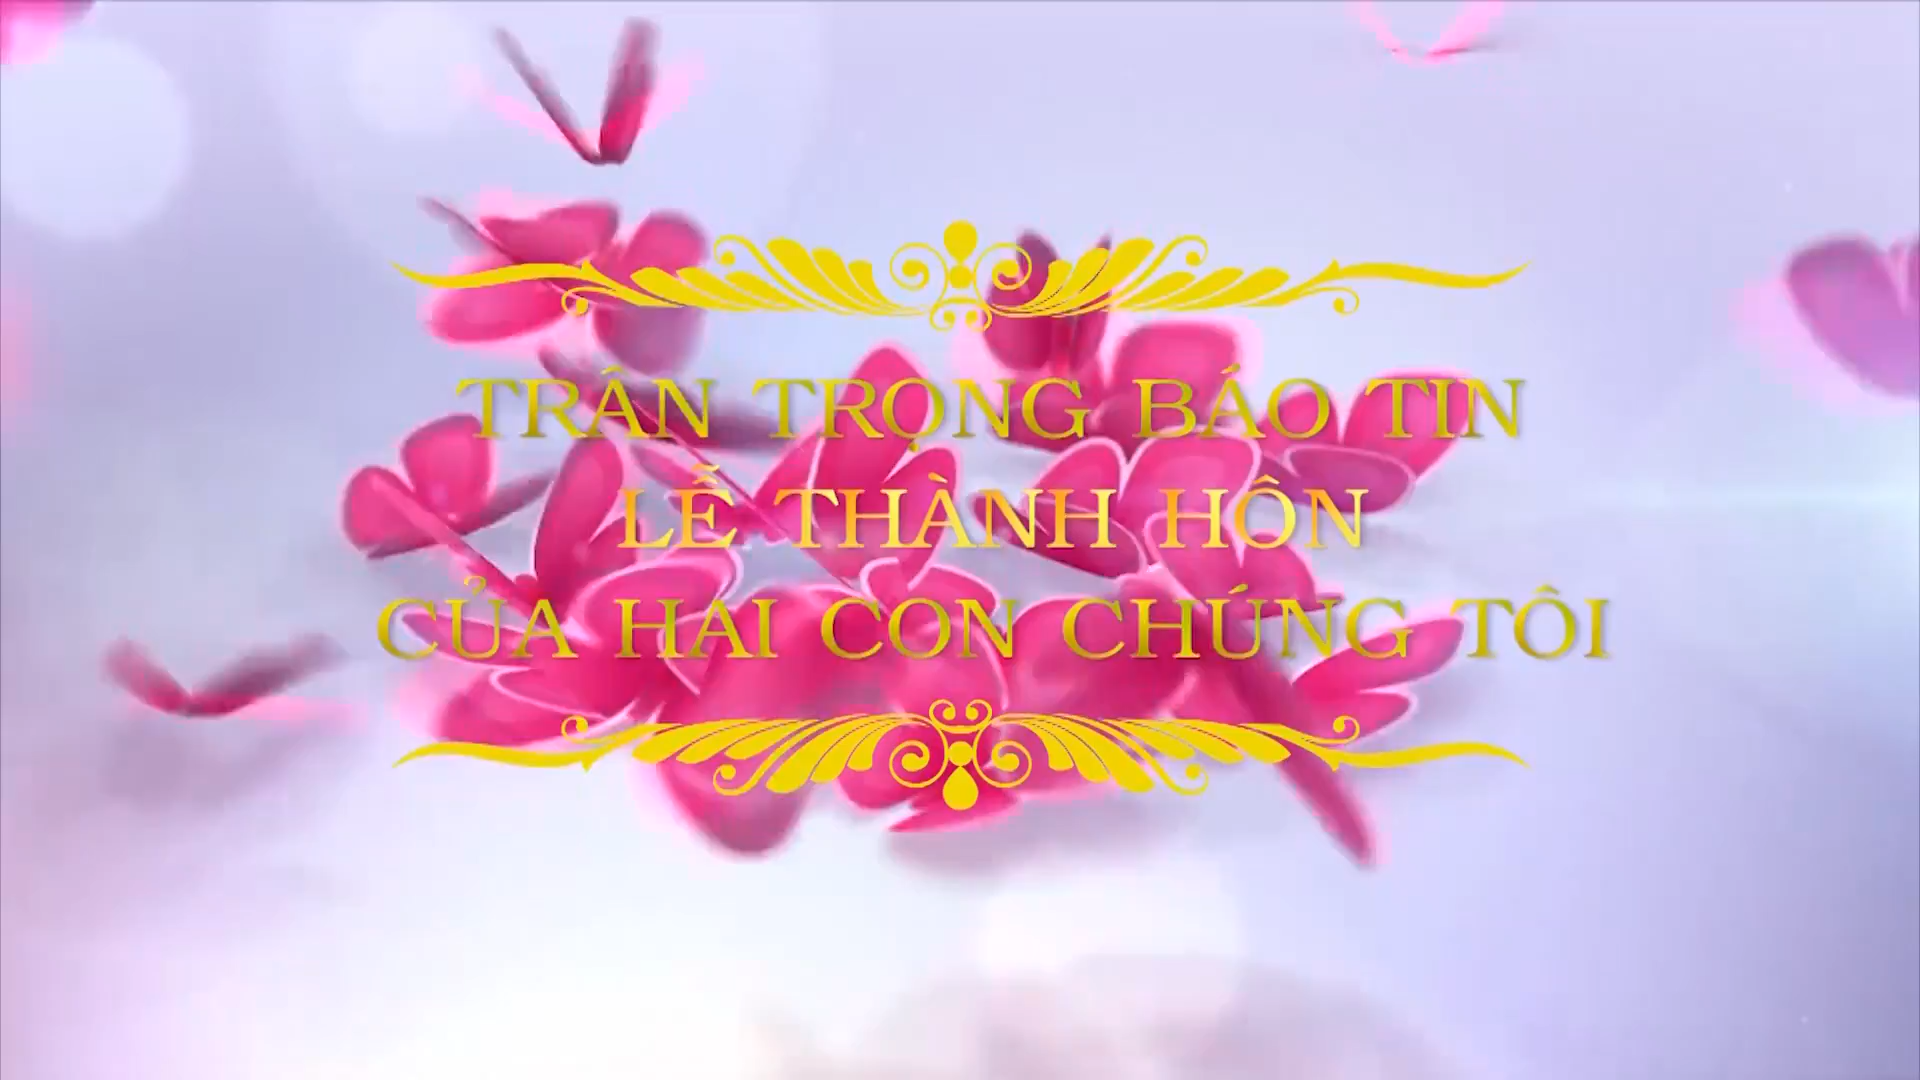 TRÂN TRỌNG BÁO TIN
LỄ THÀNH HÔN
CỦA HAI CON CHÚNG TÔI